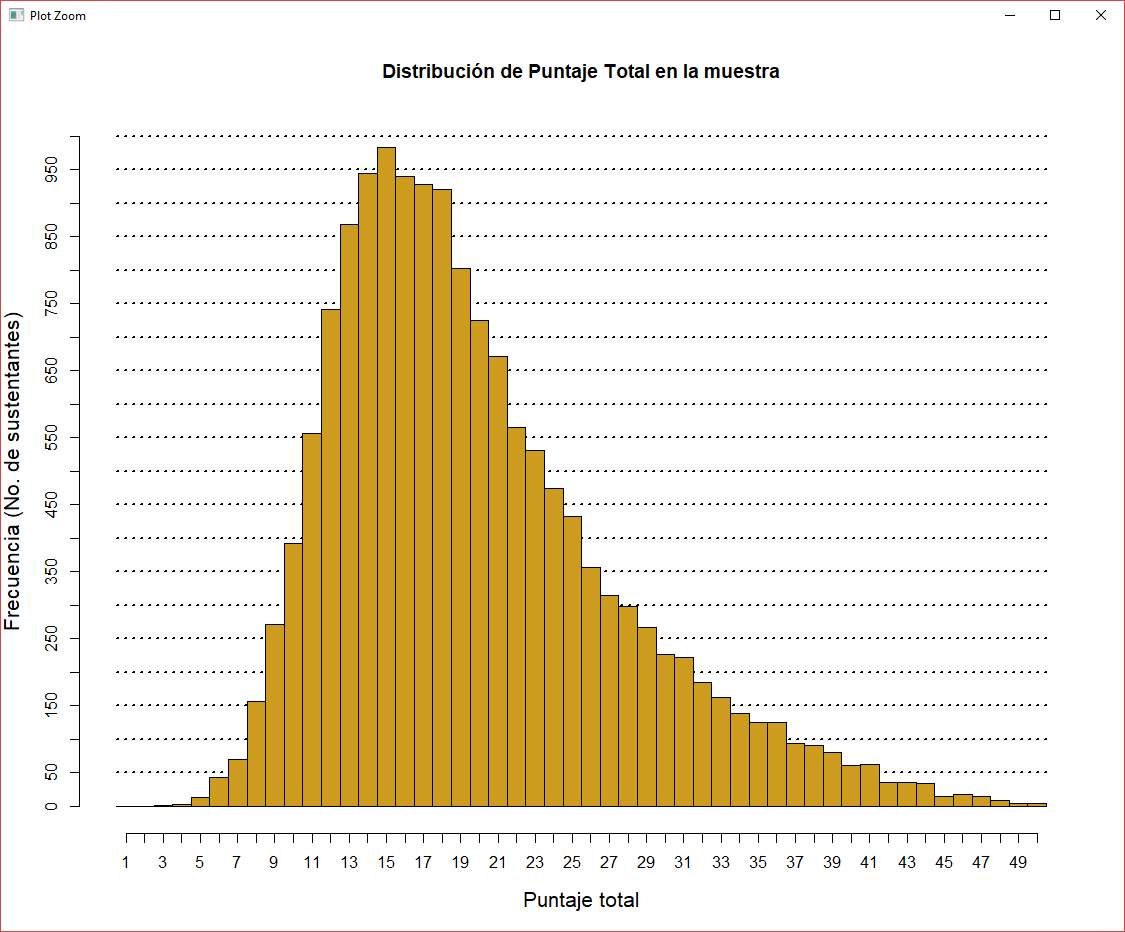 Plot Zoom
Distribución de Puntaje Total en la muestra
Frecuencia (No. de sustentantes)
950
850
750
650
550
450
350
250
150
50
0
1 3 5 7 9 11 13 15 17 19 21 23 25 27 29 31 33 35 37 39 41 43 45 47 49
Puntaje total